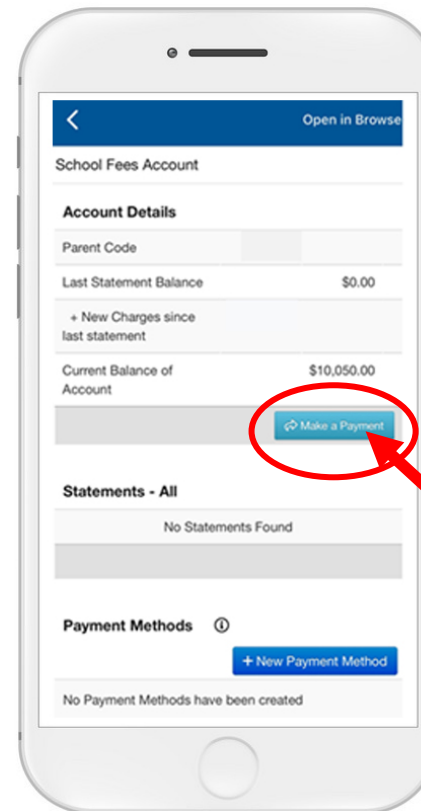 Open in Browse
School Fees Account
Account Details
Parent Code
Last Statement Balance $0.00
+ New Charges since
last statement
Current Balance of $10,050.00
Account
Make a Payment
Statements - All
No Statements Found
Payment Methods
+ New Payment Method
No Payment Methods have been created